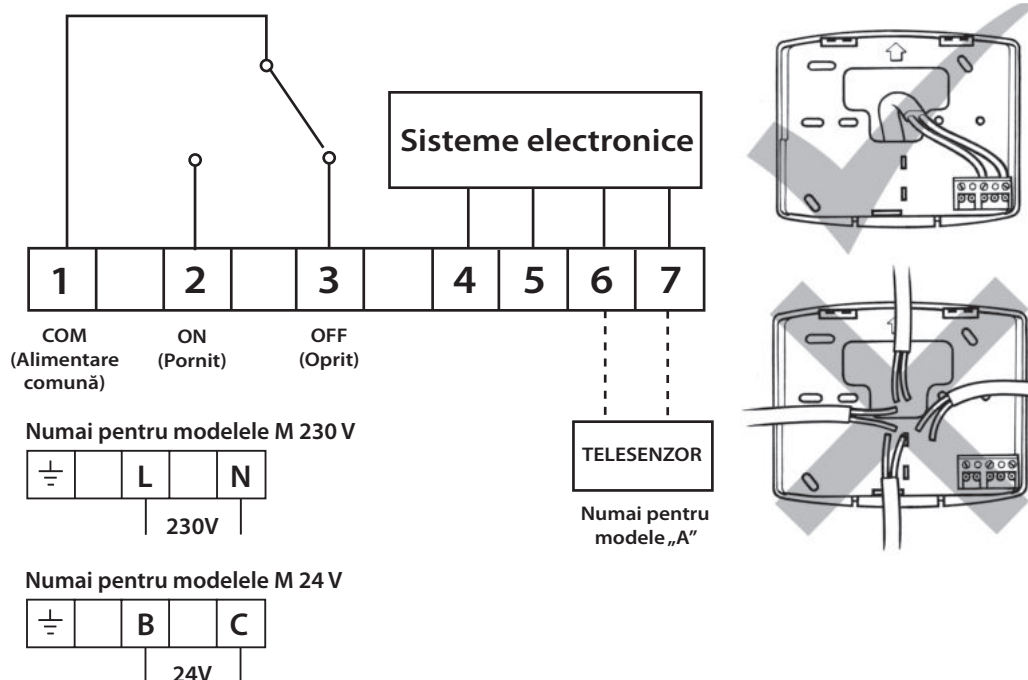 Sisteme electronice
1 2 3 4 5 6 7
COM
(Alimentare
comună)
ON
(Pornit)
OFF
(Oprit)
Numai pentru modelele M 230 V
L N
230V
TELESENZOR
Numai pentru
modele „A”
Numai pentru modelele M 24 V
B C
24V